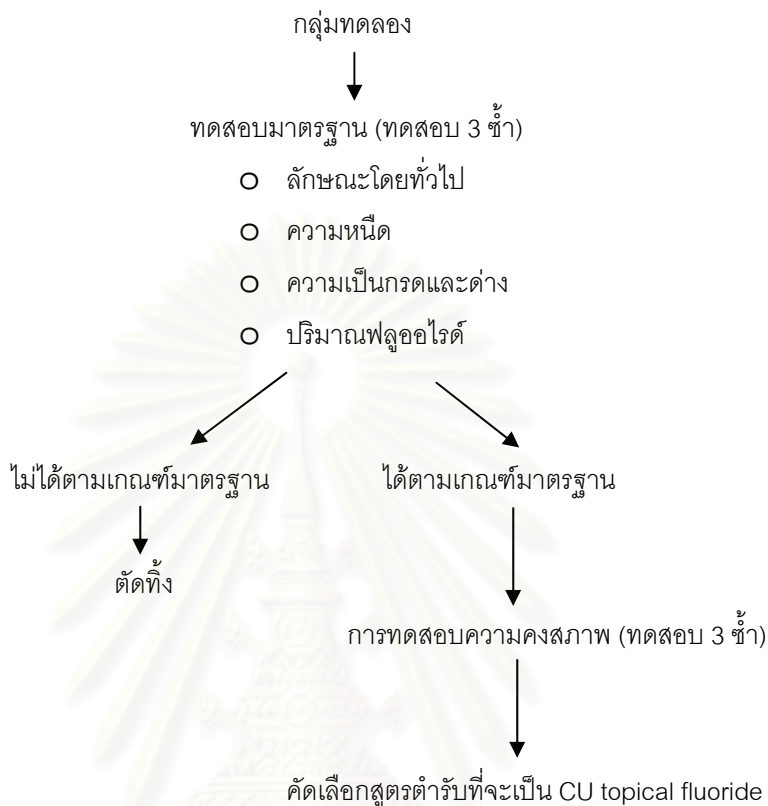 กลุ่มทดลอง
ทดสอบมาตรฐาน (ทดสอบ 3 ซ้ำ)
o ลักษณะโดยทั่วไป
o ความหนืด
o ความเป็นกรดและด่าง
o ปริมาณฟลูออไรด์
ไม่ได้ตามเกณฑ์มาตรฐาน ได้ตามเกณฑ์มาตรฐาน
ตัดทิ้ง
การทดสอบความคงสภาพ (ทดสอบ 3 ซ้ำ)
คัดเลือกสูตรตำรับที่จะเป็น CU topical fluoride